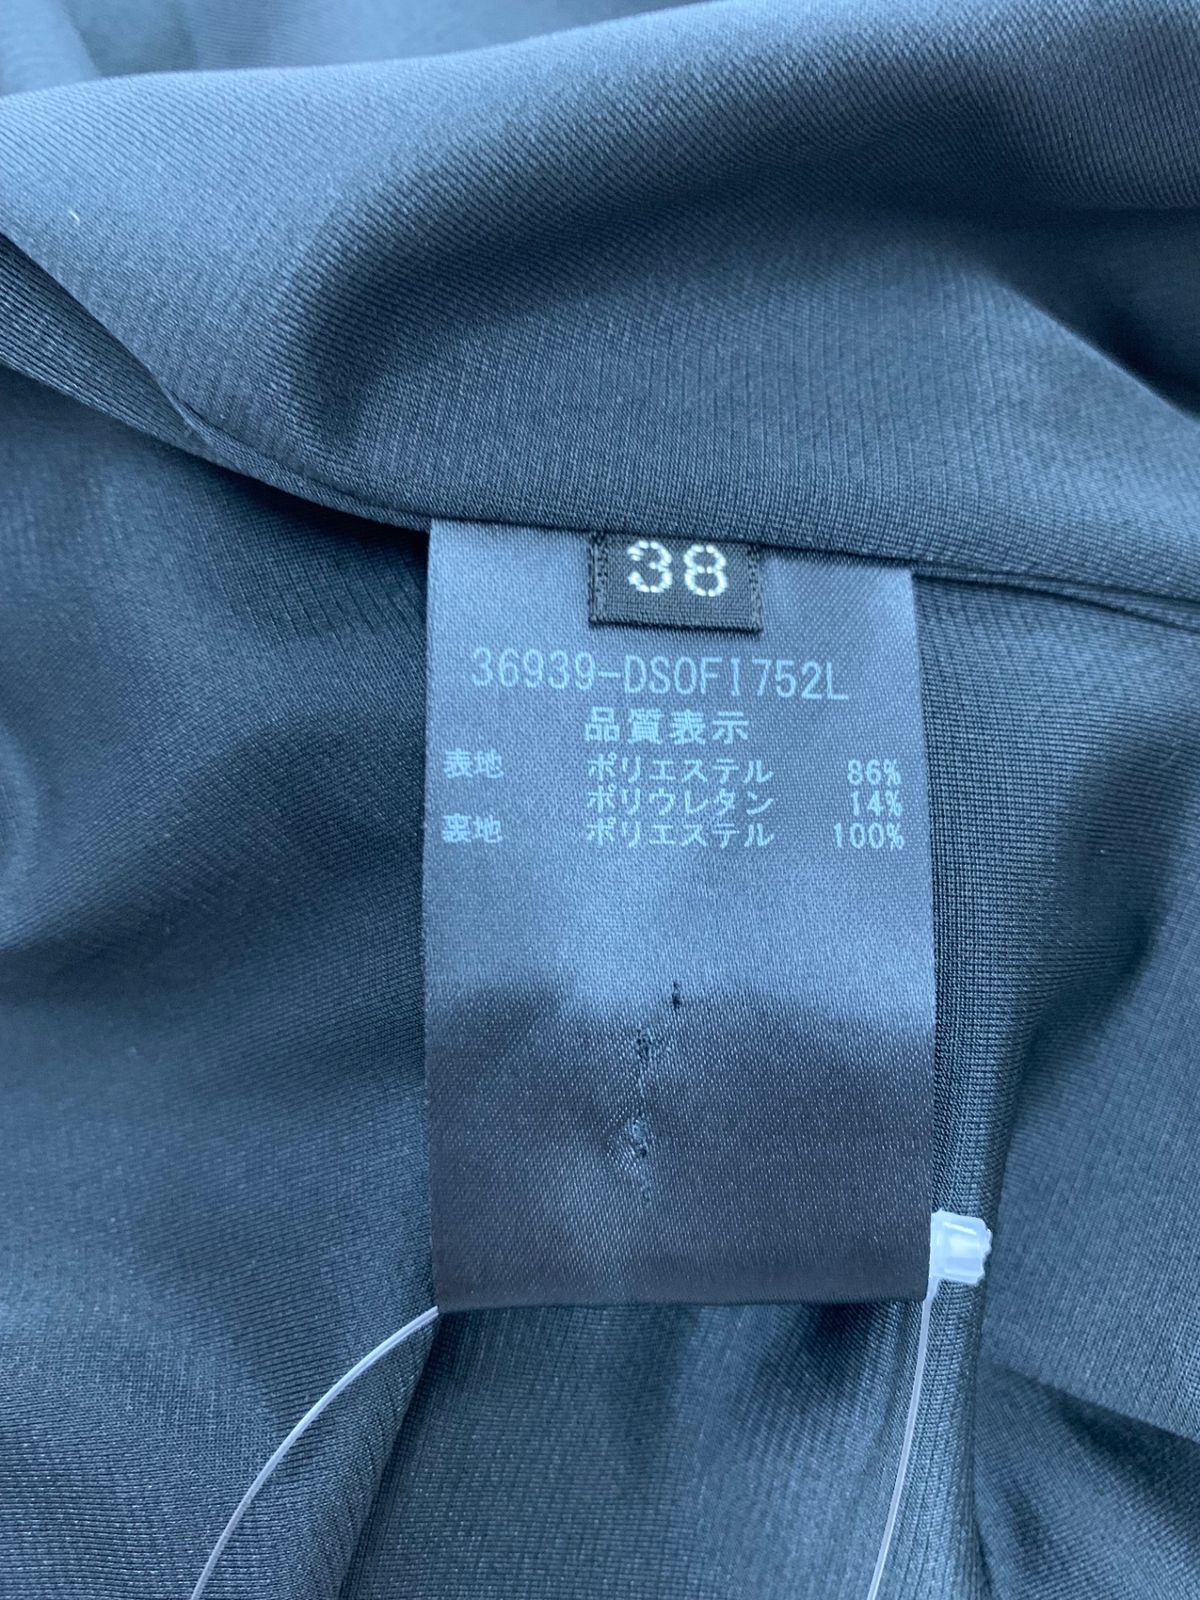 38
36939-DSOFI752L
品質表示
表地 ポリエステル 86%
ポリウレタン 14%
裏地 ポリエステル 100%